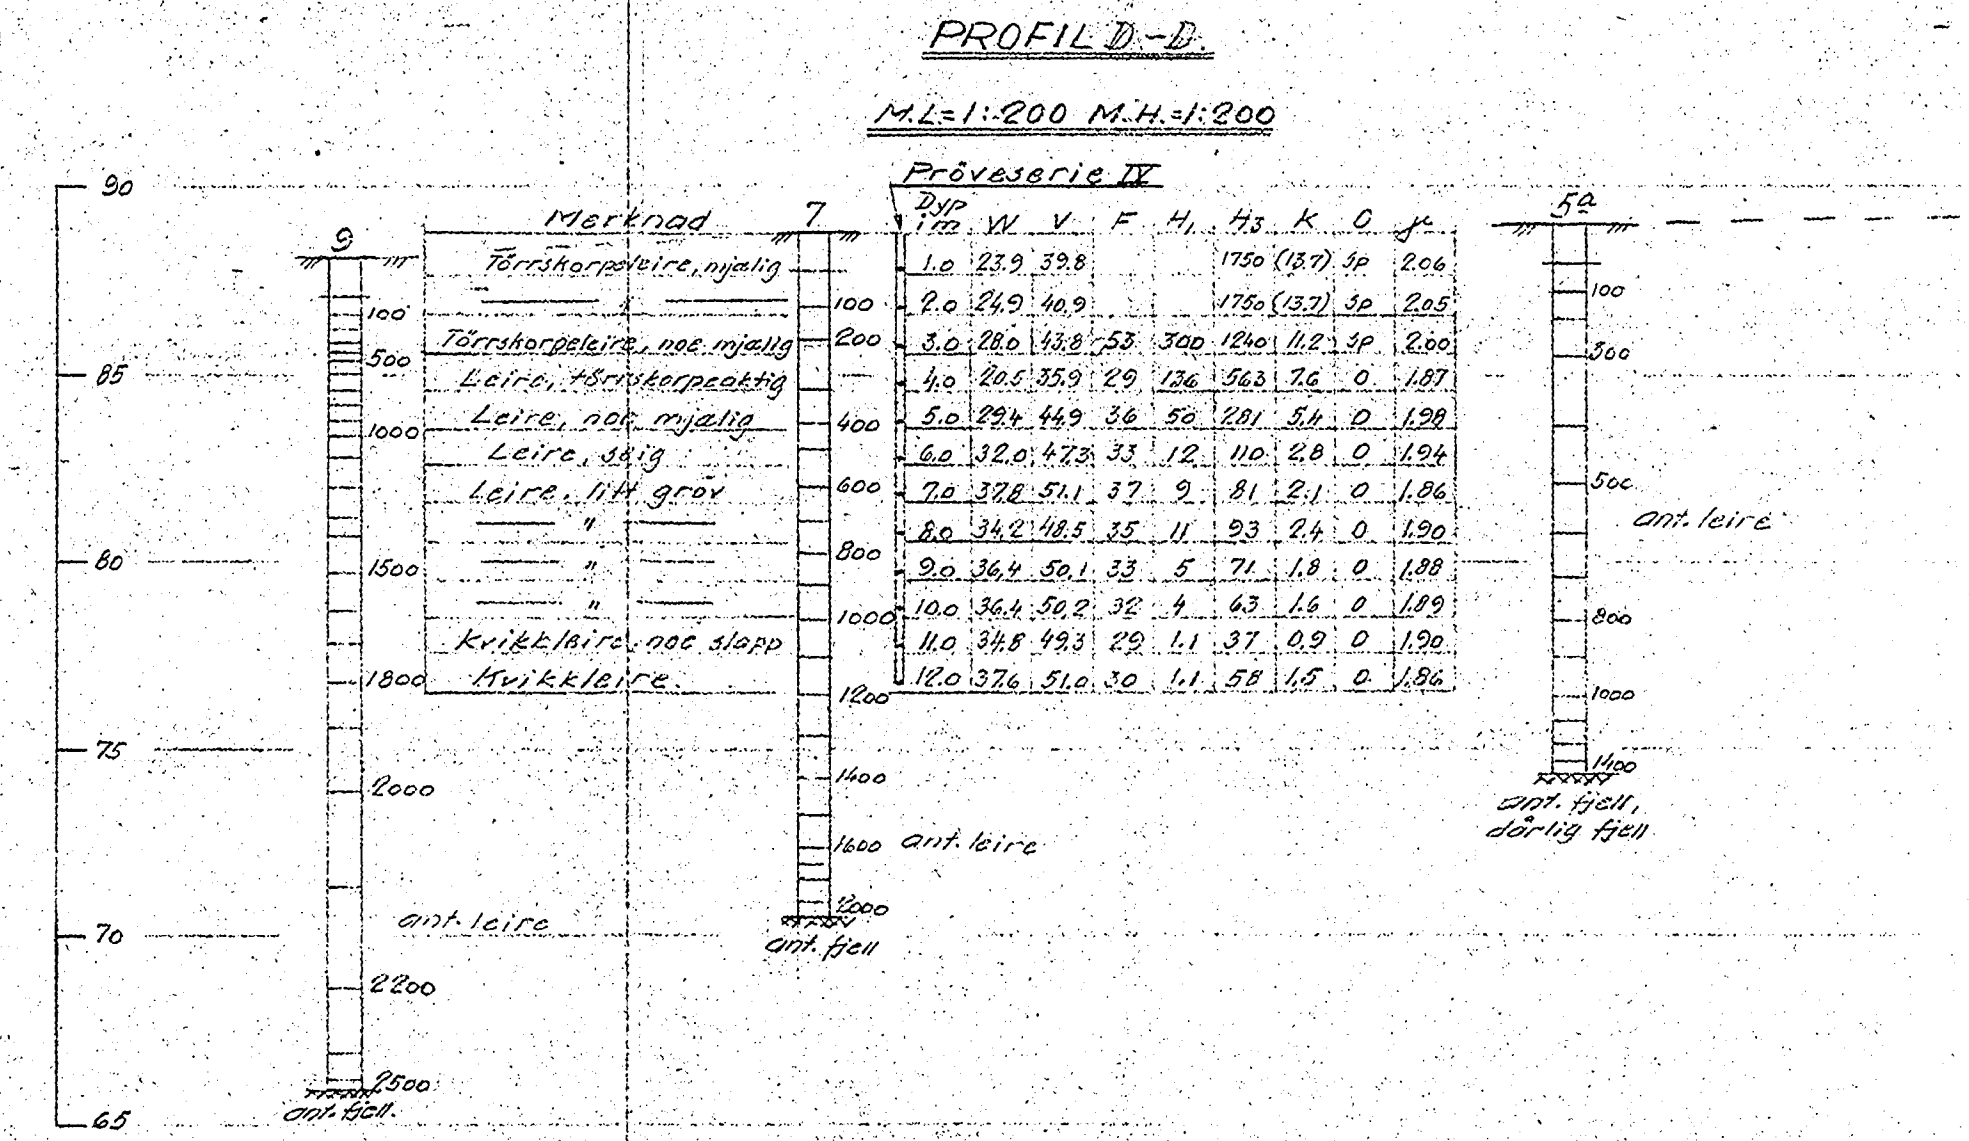 PROFIL D-D.
M.L=1:200 M.H.=1:200
Pröveserie IV
90
Merknad
7
Dyp i m W V F H1 H3 K O γ
5a
9
Törrskorpeleire, mjælig 1.0 23.9 39.8 1750 (13.7) sp 2.06
" 100 2.0 24.9 40.9 1750 (13.7) sp 2.05
100
100
Törrskorpeleire, noe mjælig 200 3.0 28.0 43.8 53 300 1240 11.2 sp 2.00
500
300
85
Leire, törrskorpeaktig 4.0 20.5 35.9 29 136 563 7.6 0 1.87
Leire, noe mjælig 400 5.0 29.4 44.9 36 50 281 5.4 0 1.98
1000
Leire, seig 6.0 32.0 47.3 33 12 110 2.8 0 1.94
Leire, litt grov 600 7.0 37.8 51.1 37 9 81 2.1 0 1.86
500
" 8.0 34.2 48.5 35 11 93 2.4 0 1.90
ant. leire
80
800
1500
" 9.0 36.4 50.1 33 5 71 1.8 0 1.88
" 1000 10.0 36.4 50.2 32 4 63 1.6 0 1.89
800
Kvikkleire, noe slapp 11.0 34.8 49.3 29 1.1 37 0.9 0 1.90
1800
Kvikkleire. 12.0 37.6 51.0 30 1.1 58 1.5 0 1.86
1200
1000
75
1400
1400
2000
ant. fjell,
dårlig fjell
1600 ant. leire
2000
ant. leire
70
ant. fjell
2200
2500
ant. fjell.
65